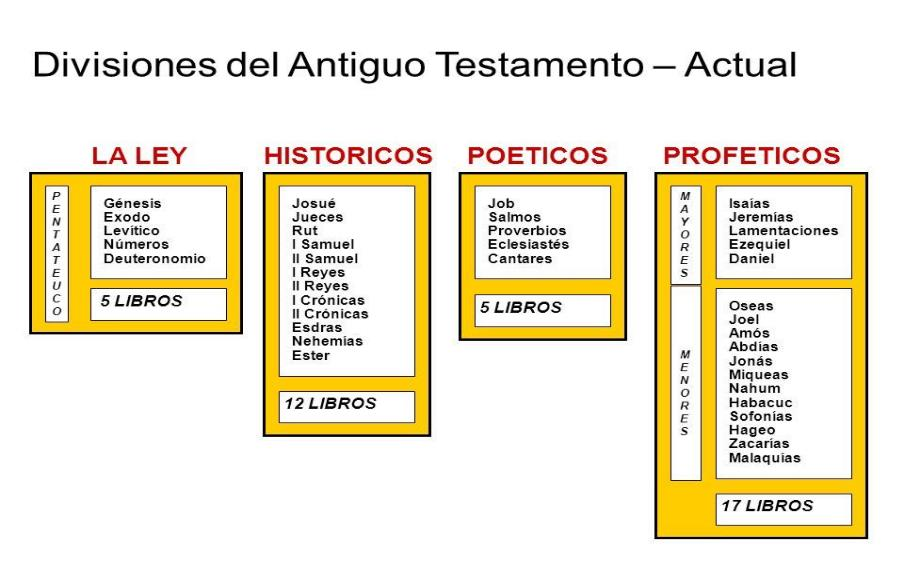 Divisiones del Antiguo Testamento – Actual
LA LEY
PENTATEUCO
Génesis
Exodo
Levítico
Números
Deuteronomio
5 LIBROS
HISTORICOS
Josué
Jueces
Rut
I Samuel
II Samuel
I Reyes
II Reyes
I Crónicas
II Crónicas
Esdras
Nehemías
Ester
12 LIBROS
POETICOS
Job
Salmos
Proverbios
Eclesiastés
Cantares
5 LIBROS
PROFETICOS
MAYORES
Isaías
Jeremías
Lamentaciones
Ezequiel
Daniel
MENORES
Oseas
Joel
Amós
Abdías
Jonás
Miqueas
Nahum
Habacuc
Sofonías
Hageo
Zacarías
Malaquías
17 LIBROS